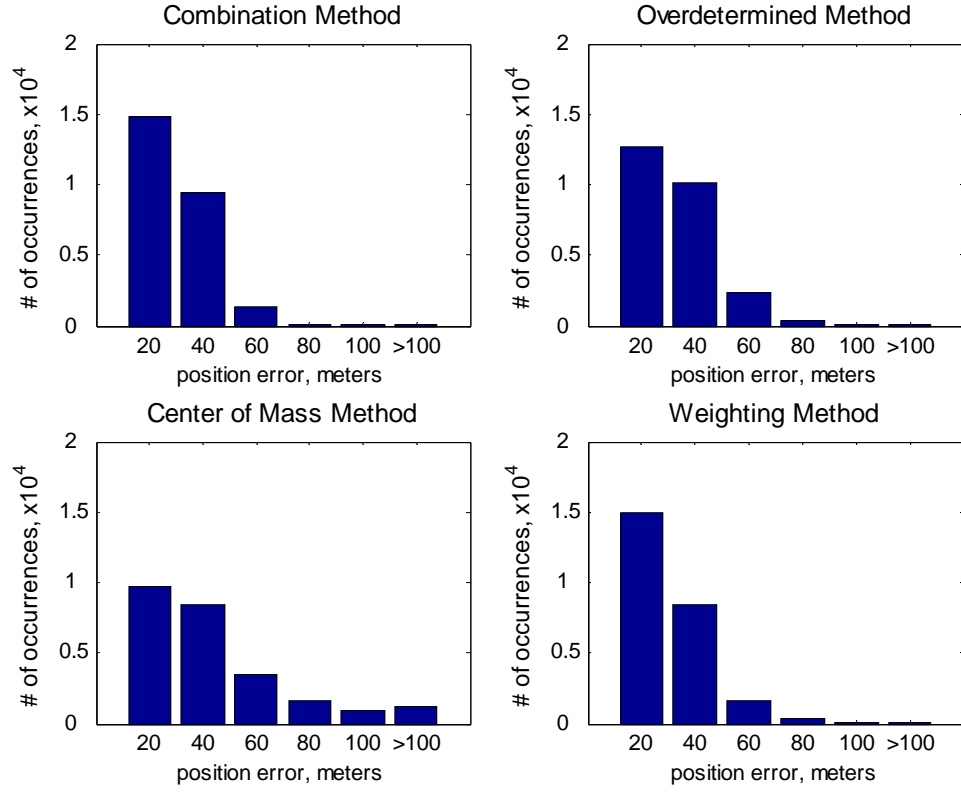 Combination Method
# of occurrences, x10^4
2
1.5
1
0.5
0
20 40 60 80 100 >100
position error, meters
Overdetermined Method
# of occurrences, x10^4
2
1.5
1
0.5
0
20 40 60 80 100 >100
position error, meters
Center of Mass Method
# of occurrences, x10^4
2
1.5
1
0.5
0
20 40 60 80 100 >100
position error, meters
Weighting Method
# of occurrences, x10^4
2
1.5
1
0.5
0
20 40 60 80 100 >100
position error, meters